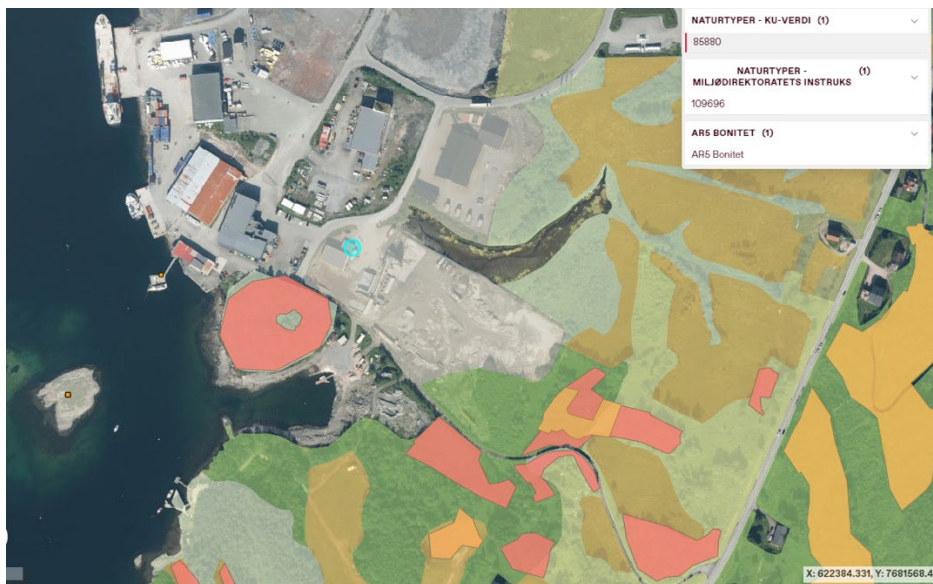 NATURTYPER - KU-VERDI (1)
85880
NATURTYPER - (1)
MILJØDIREKTORATETS INSTRUKS
109696
AR5 BONITET (1)
AR5 Bonitet
X: 622384.331, Y: 7681568.4